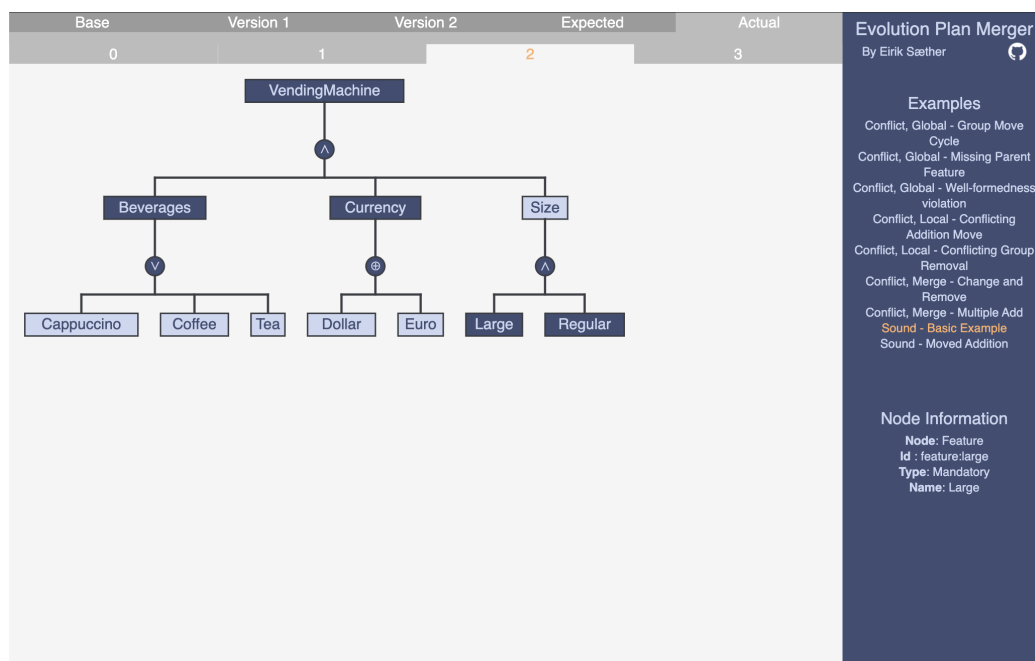 Base Version 1 Version 2 Expected Actual
0 1 2 3
VendingMachine
∧
Beverages Currency Size
∨ ⊕ ∧
Cappuccino Coffee Tea Dollar Euro Large Regular
Evolution Plan Merger
By Eirik Sæther
Examples
Conflict, Global - Group Move
Cycle
Conflict, Global - Missing Parent
Feature
Conflict, Global - Well-formedness
violation
Conflict, Local - Conflicting
Addition Move
Conflict, Local - Conflicting Group
Removal
Conflict, Merge - Change and
Remove
Conflict, Merge - Multiple Add
Sound - Basic Example
Sound - Moved Addition
Node Information
Node: Feature
Id : feature:large
Type: Mandatory
Name: Large